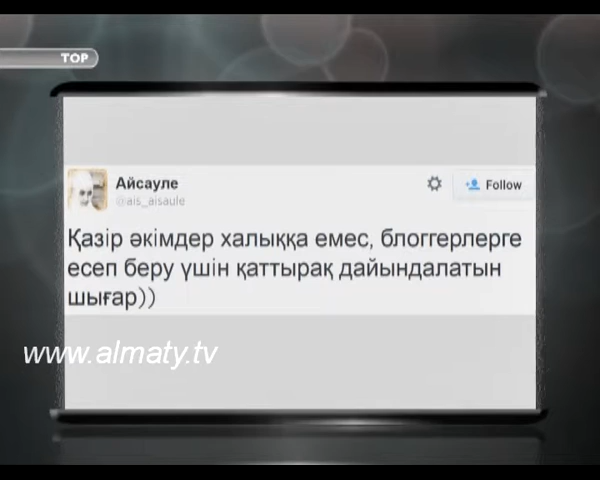 TOP
Айсауле
@ais_aisaule
Follow
Қазір әкімдер халыққа емес, блоггерлерге
есеп беру үшін қаттырақ дайындалатын
шығар))
www.almaty.tv